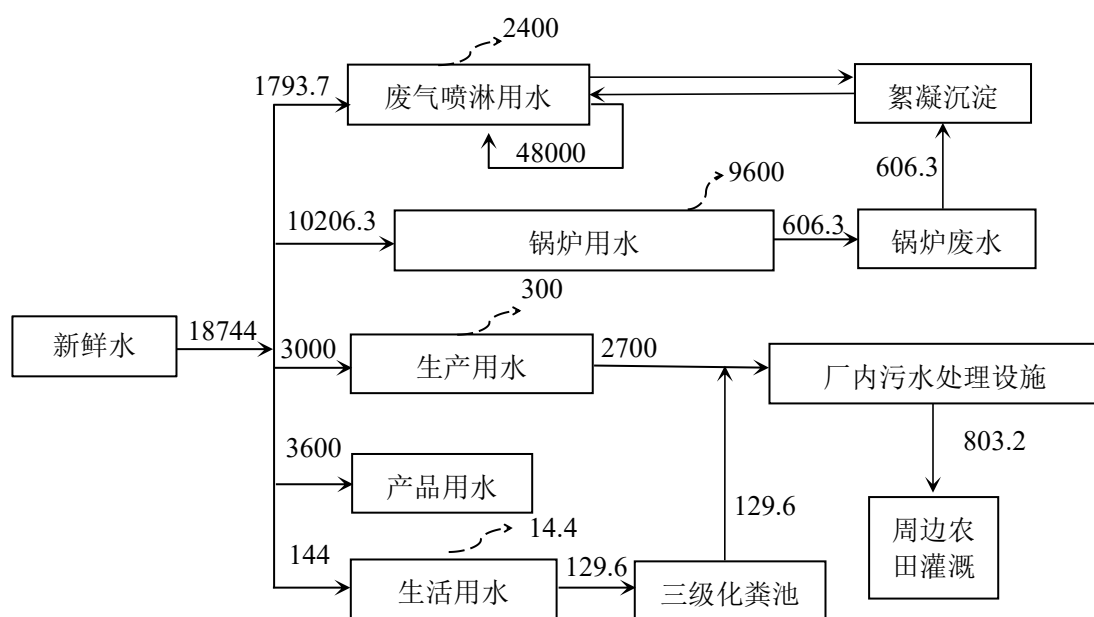 2400
1793.7
废气喷淋用水
絮凝沉淀
48000
606.3
9600
10206.3
锅炉用水
606.3
锅炉废水
300
新鲜水
18744
3000
生产用水
2700
厂内污水处理设施
3600
产品用水
803.2
129.6
周边农
田灌溉
14.4
144
生活用水
129.6
三级化粪池